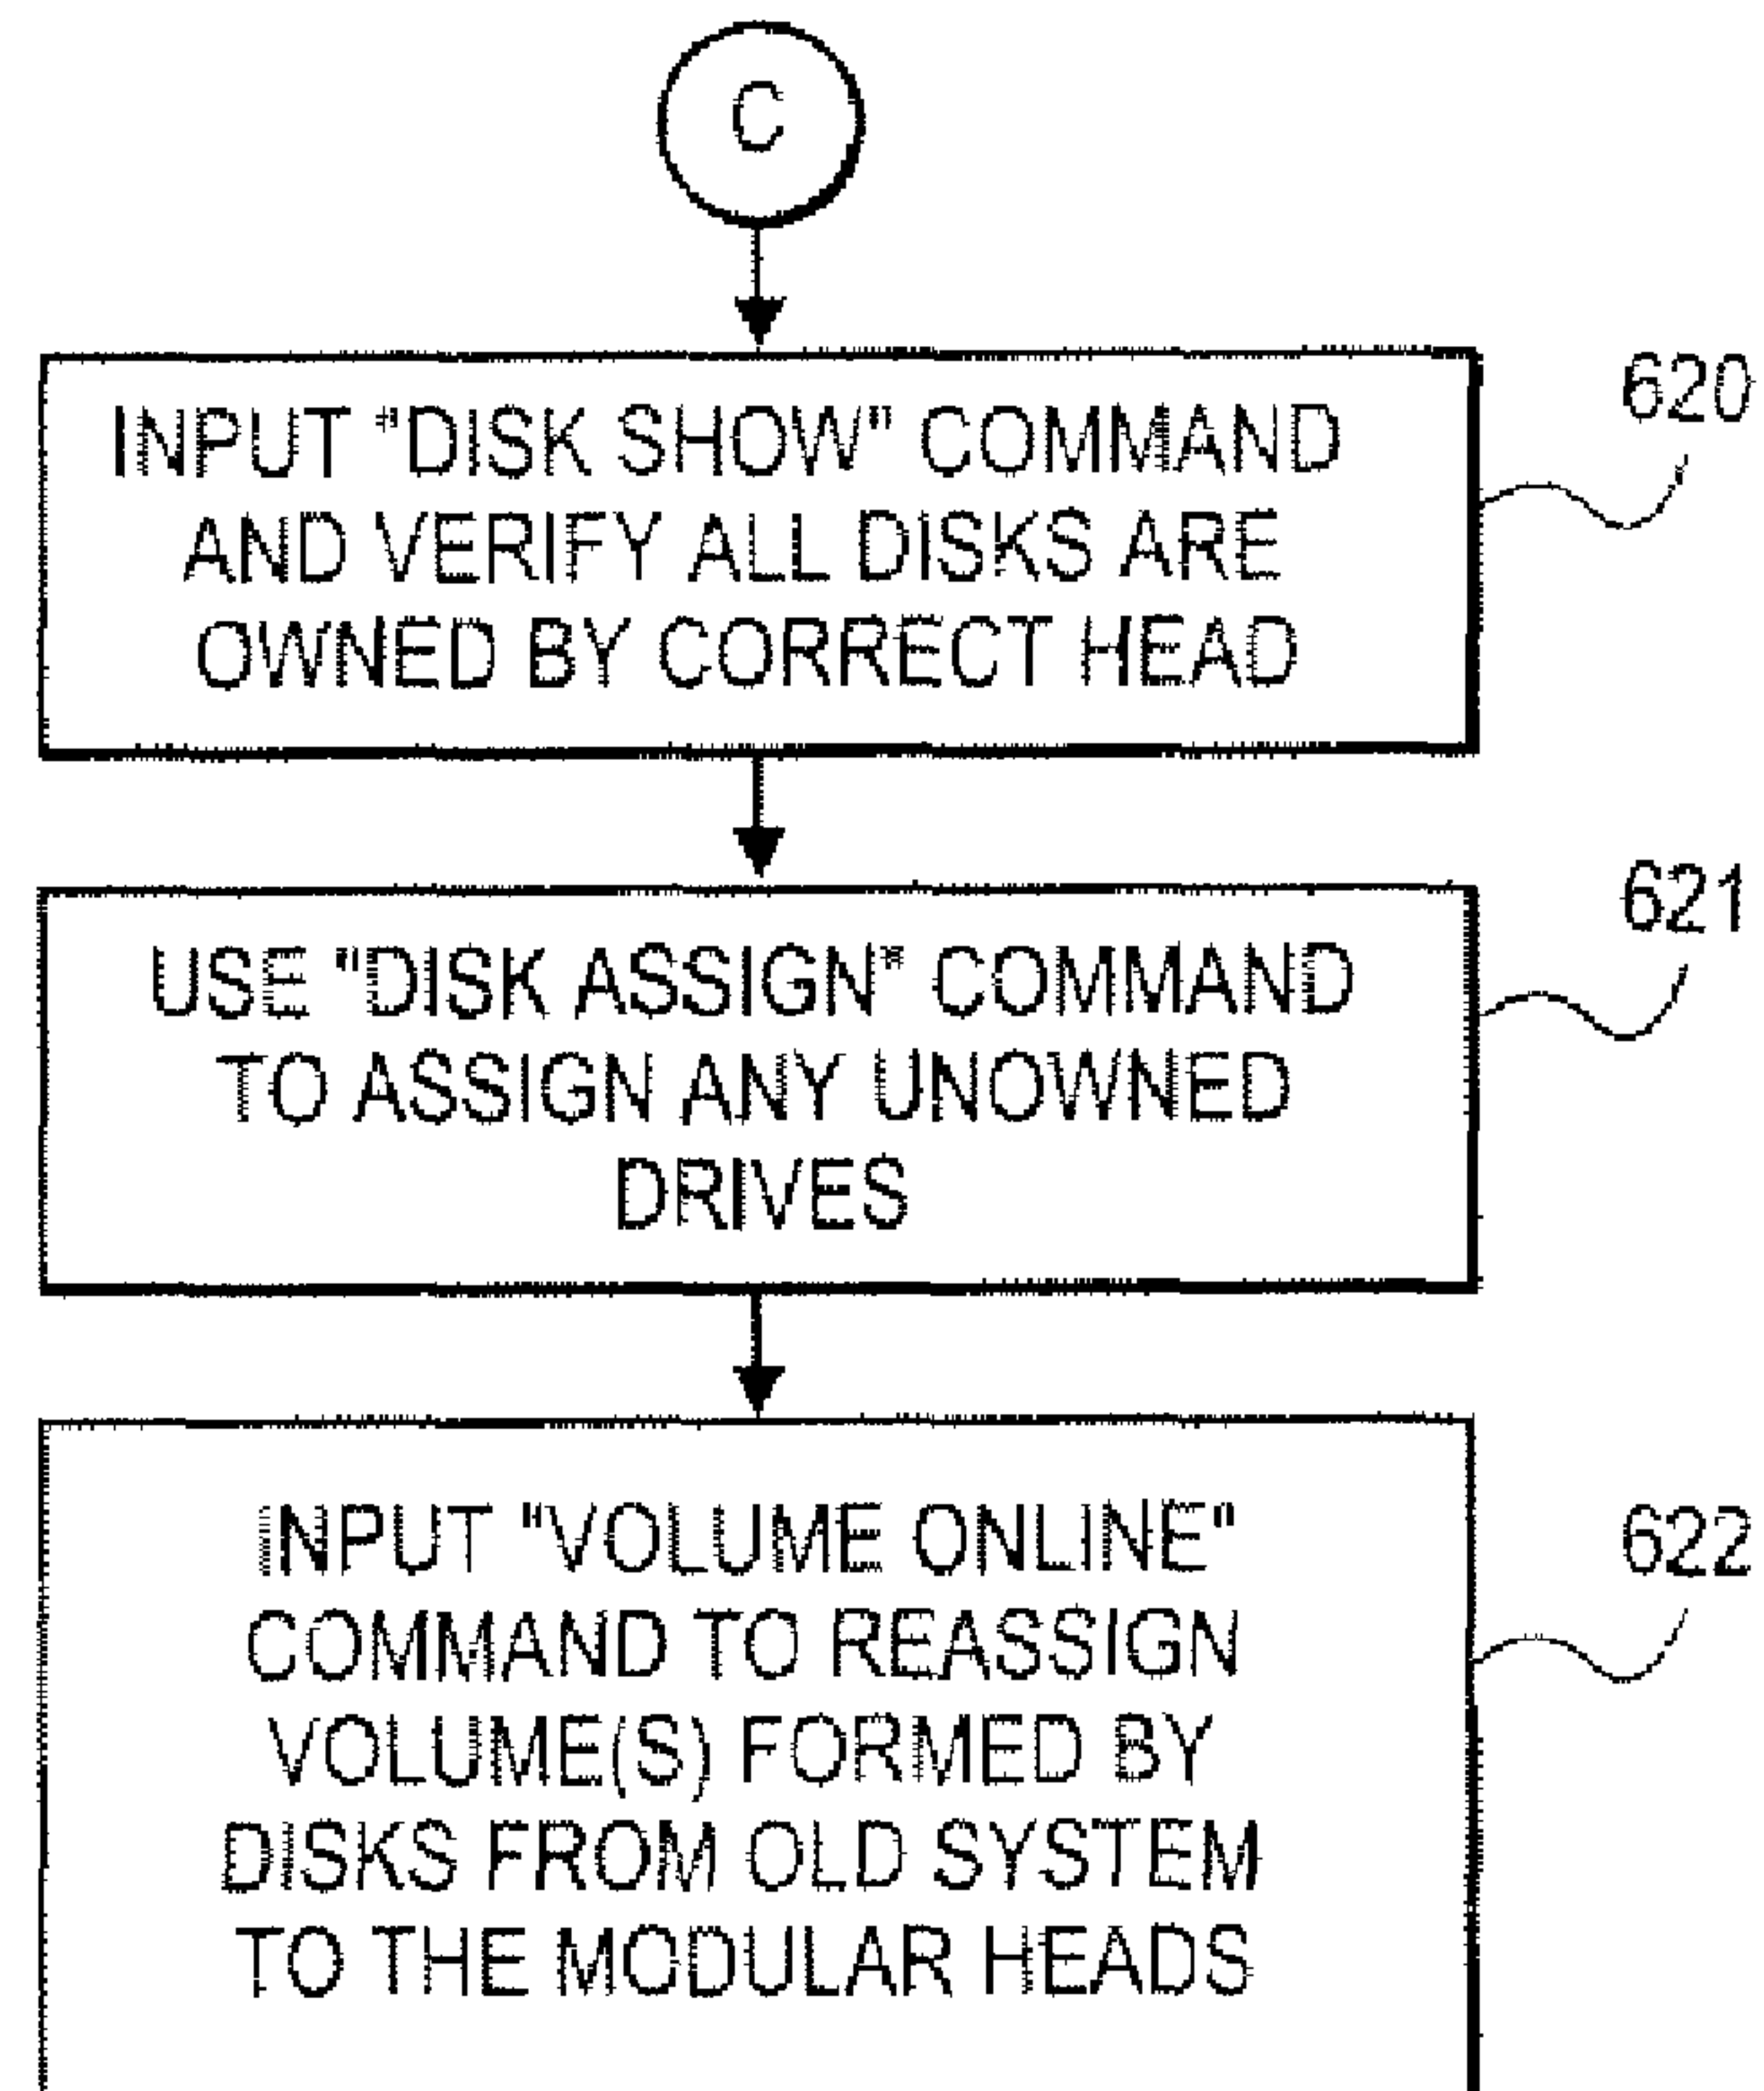 C
INPUT "DISK SHOW" COMMAND
AND VERIFY ALL DISKS ARE
OWNED BY CORRECT HEAD
620
USE "DISK ASSIGN" COMMAND
TO ASSIGN ANY UNOWNED
DRIVES
621
INPUT "VOLUME ONLINE"
COMMAND TO REASSIGN
VOLUME(S) FORMED BY
DISKS FROM OLD SYSTEM
TO THE MODULAR HEADS
622